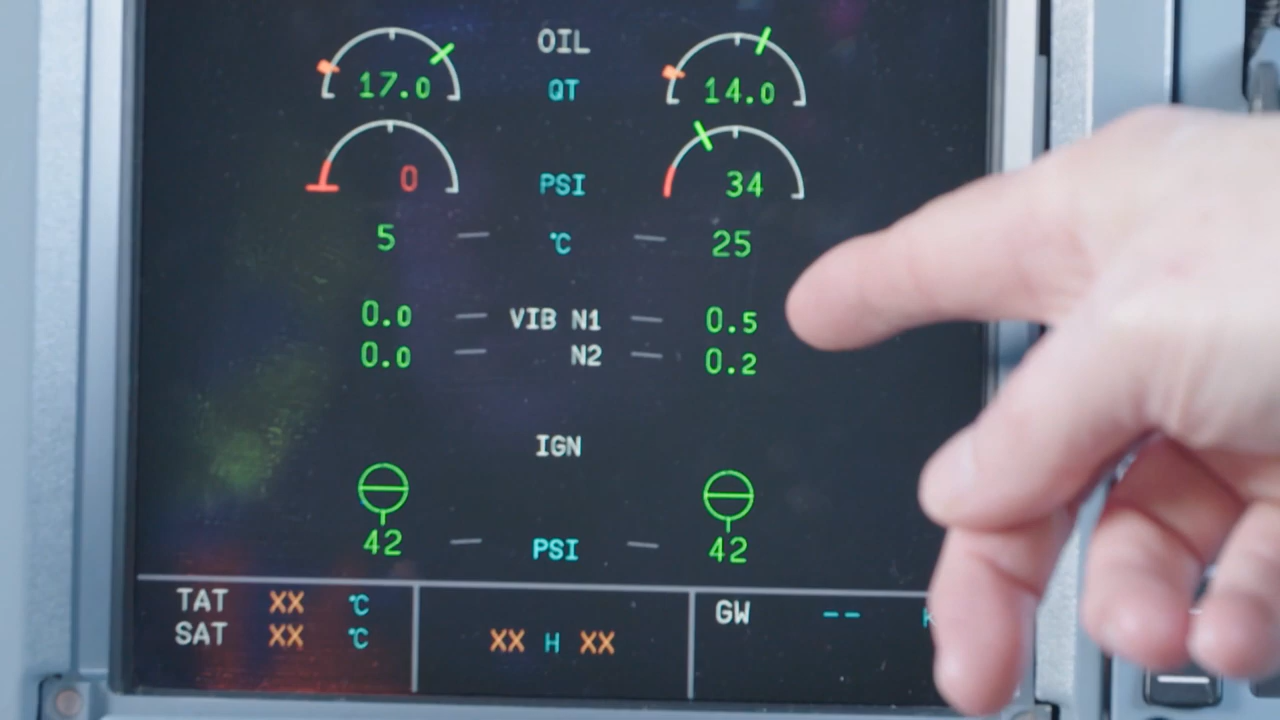 OIL
17.0 QT 14.0
0 PSI 34
5 °C 25
0.0 VIB N1 0.5
0.0 N2 0.2
IGN
42 PSI 42
TAT XX °C
SAT XX °C
XX H XX
GW -- K